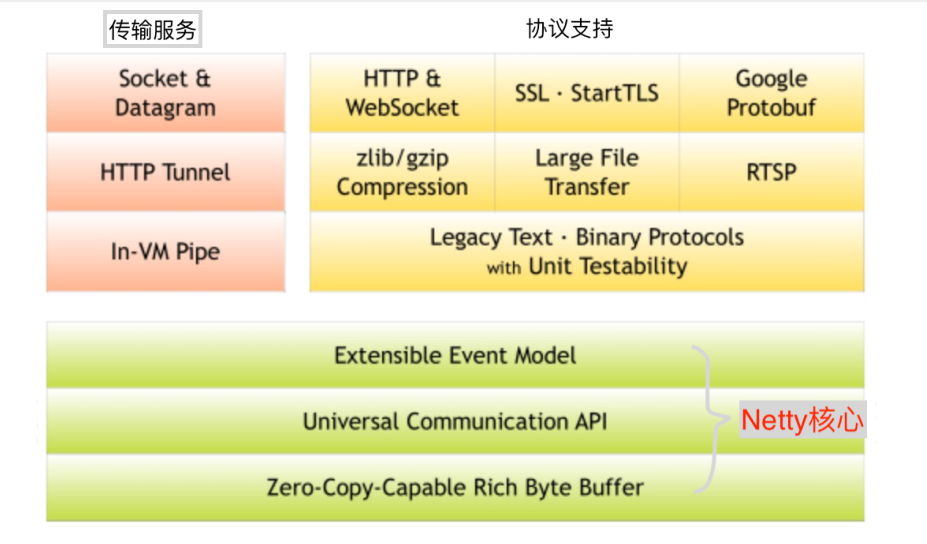 传输服务
协议支持
Socket &
Datagram
HTTP &
WebSocket
SSL · StartTLS
Google
Protobuf
HTTP Tunnel
zlib/gzip
Compression
Large File
Transfer
RTSP
In-VM Pipe
Legacy Text · Binary Protocols
with Unit Testability
Extensible Event Model
Universal Communication API
Netty核心
Zero-Copy-Capable Rich Byte Buffer